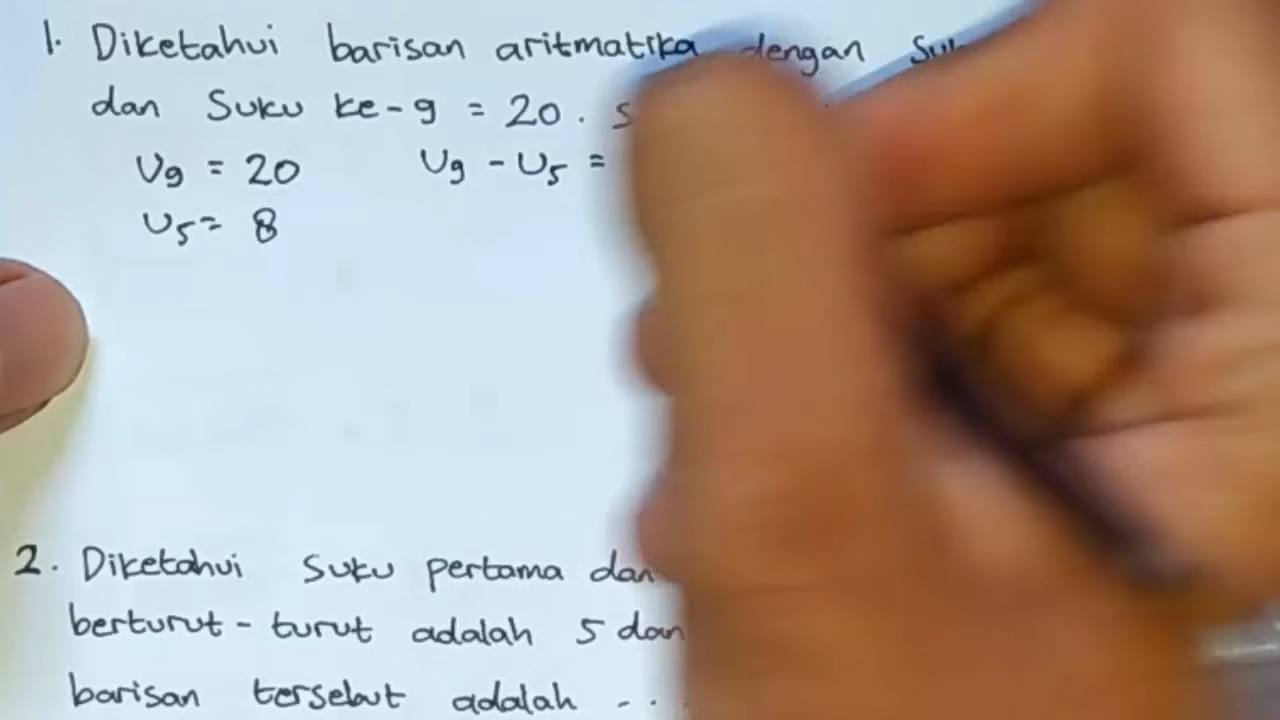 1. Diketahui barisan aritmatika dengan
dan Suku ke-9 = 20.
U9 = 20
U9 - U5 =
U5 = 8
2. Diketahui suku pertama dan
berturut-turut adalah 5 dan
barisan tersebut adalah ...